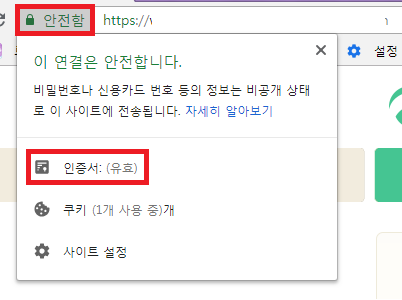 안전함 https://
이 연결은 안전합니다.
비밀번호나 신용카드 번호 등의 정보는 비공개 상태
로 이 사이트에 전송됩니다. 자세히 알아보기
설정
인증서: (유효)
쿠키 (1개 사용 중)개
사이트 설정